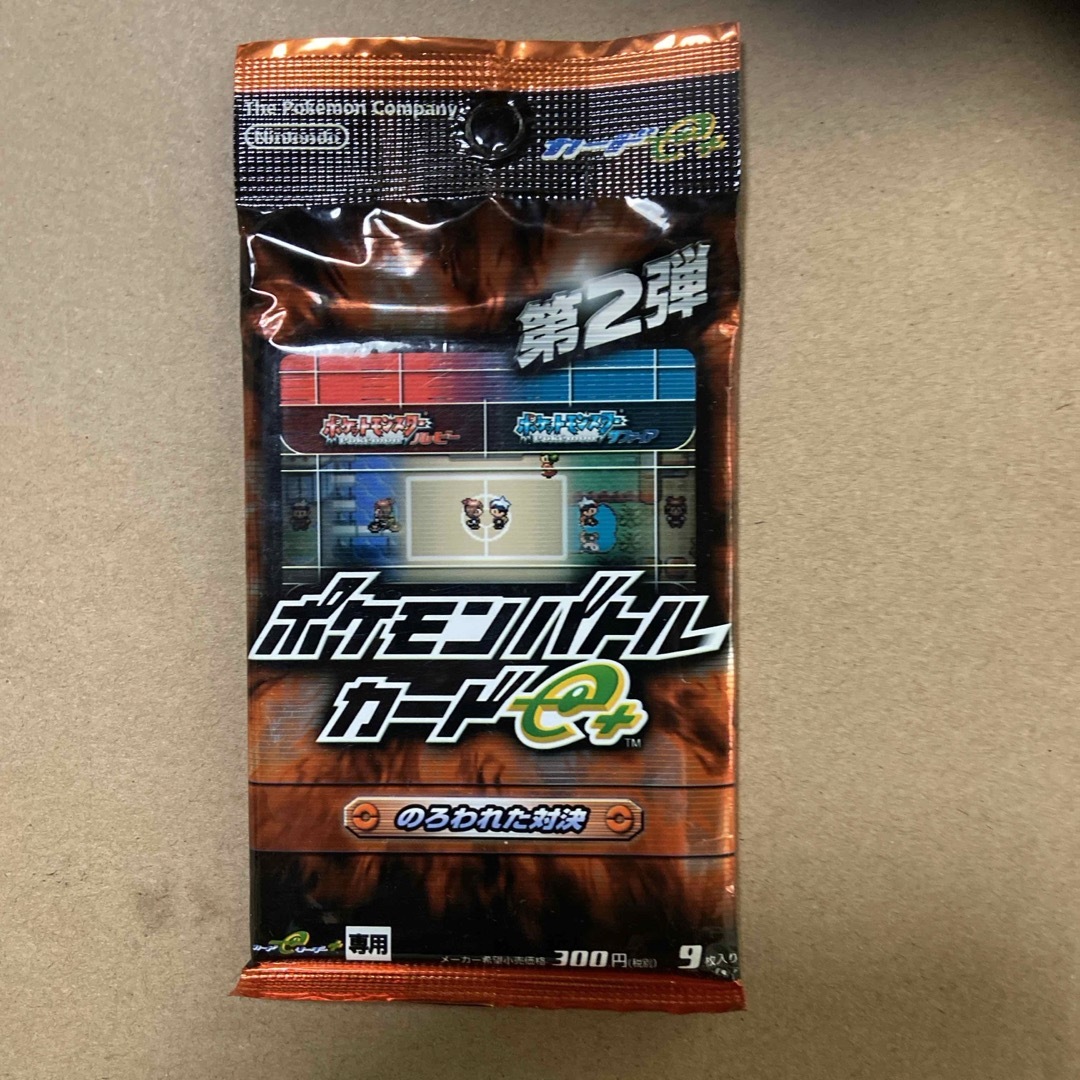 The Pokémon Company
Nintendo
カードe+
第2弾
ポケットモンスター
POKÉMON
ルビー
ポケットモンスター
POKÉMON
サファイア
ポケモンバトル
カードe+
TM
のろわれた対決
カードeリーダー+
専用
メーカー希望小売価格 300円(税別) 9枚入り